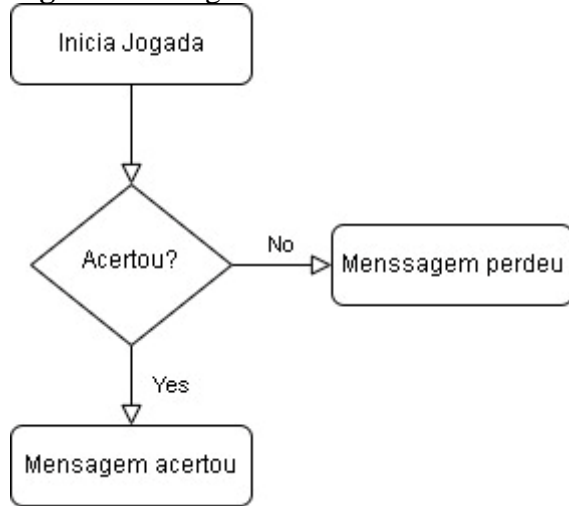 Inicia Jogada
Acertou?
No
Menssagem perdeu
Yes
Mensagem acertou